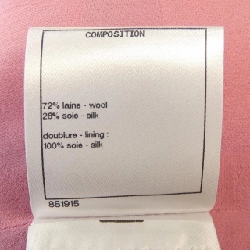 COMPOSITION
72% laine - wool
28% soie - silk
doublure - lining :
100% soie - silk
851915